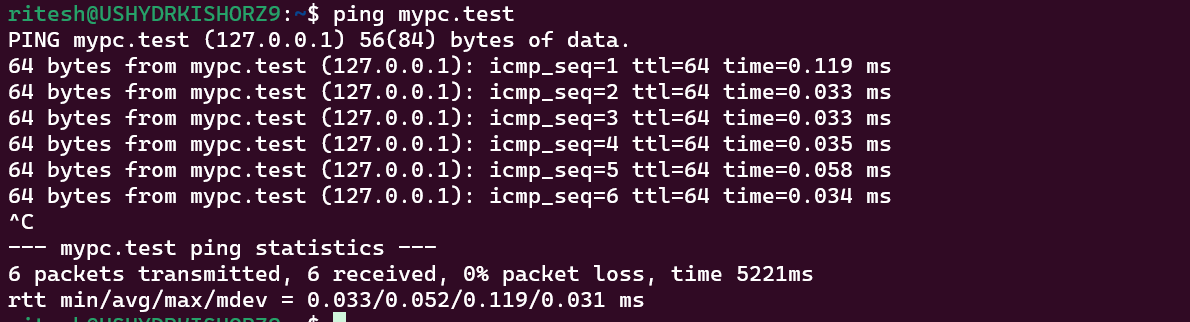 ritesh@USHYDRKISHORZ9:~$ ping mypc.test
PING mypc.test (127.0.0.1) 56(84) bytes of data.
64 bytes from mypc.test (127.0.0.1): icmp_seq=1 ttl=64 time=0.119 ms
64 bytes from mypc.test (127.0.0.1): icmp_seq=2 ttl=64 time=0.033 ms
64 bytes from mypc.test (127.0.0.1): icmp_seq=3 ttl=64 time=0.033 ms
64 bytes from mypc.test (127.0.0.1): icmp_seq=4 ttl=64 time=0.035 ms
64 bytes from mypc.test (127.0.0.1): icmp_seq=5 ttl=64 time=0.058 ms
64 bytes from mypc.test (127.0.0.1): icmp_seq=6 ttl=64 time=0.034 ms
^C
--- mypc.test ping statistics ---
6 packets transmitted, 6 received, 0% packet loss, time 5221ms
rtt min/avg/max/mdev = 0.033/0.052/0.119/0.031 ms
ritesh@USHYDRKISHORZ9:~$